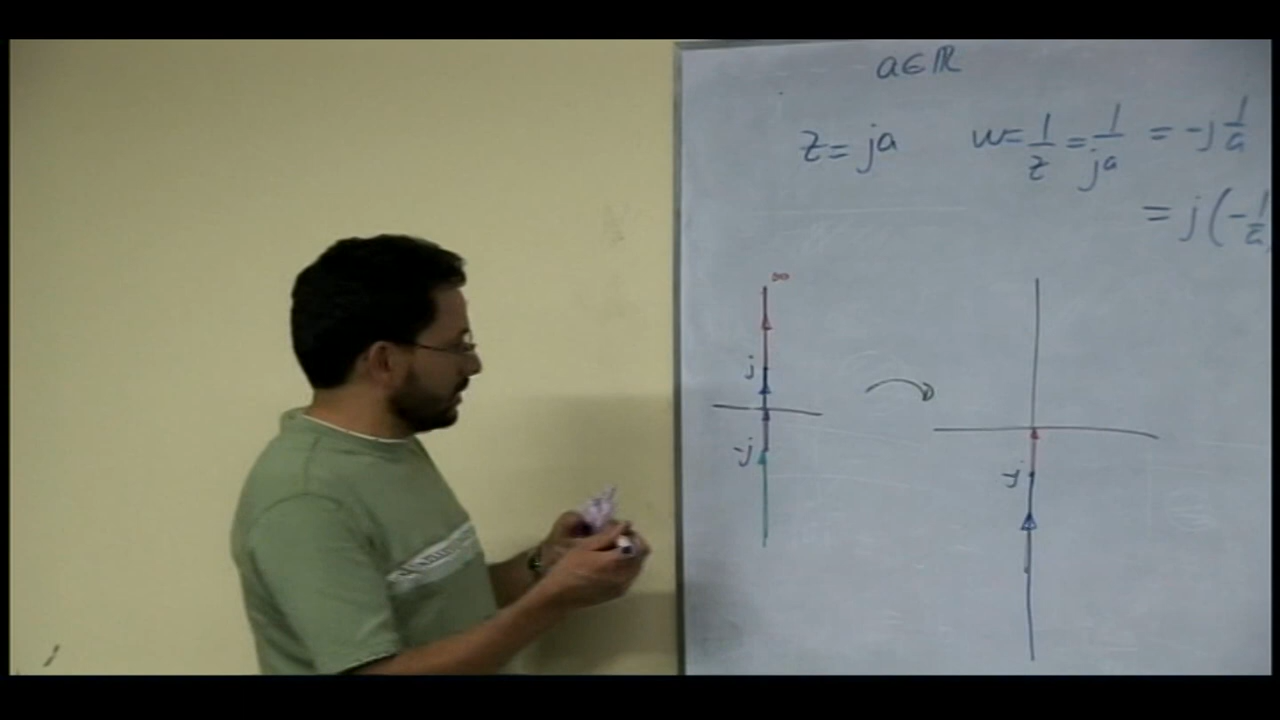 a∈ℝ
z = ja   w = 1/z = 1/ja = -j 1/a
= j(-1/a
∞
j
-j
-j